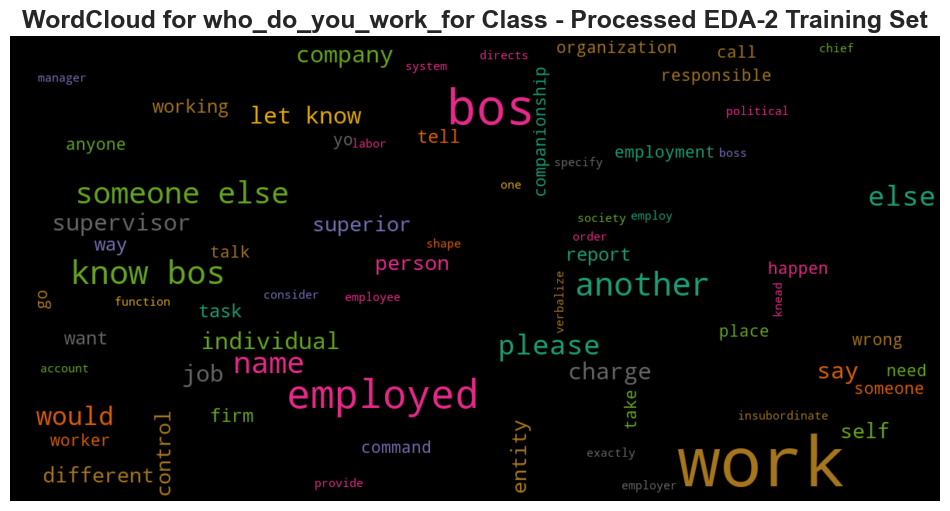 WordCloud for who_do_you_work_for Class - Processed EDA-2 Training Set
company
system
directs
organization
call
chief
manager
responsible
working
let know
bos
companionship
political
anyone
yo
labor
tell
employment
boss
specify
someone else
one
else
supervisor
superior
society
employ
way
talk
shape
order
report
know bos
person
happen
another
go
function
consider
employee
verbalize
knead
task
want
individual
please
place
wrong
account
job
name
charge
say
need
someone
employed
take
would
firm
insubordinate
worker
control
command
entity
self
different
exactly
work
provide
employer